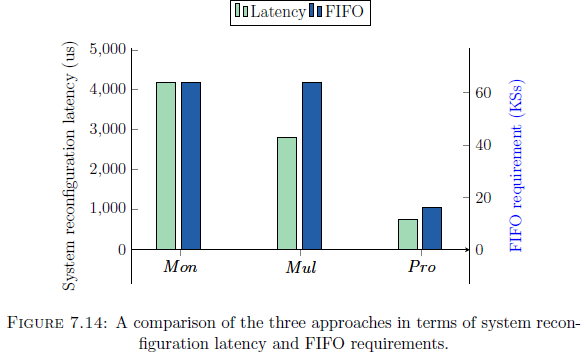 Latency FIFO
System reconfiguration latency (us)
5,000
4,000
3,000
2,000
1,000
0
60
40
20
0
FIFO requirement (KSs)
Mon Mul Pro
FIGURE 7.14: A comparison of the three approaches in terms of system recon-
figuration latency and FIFO requirements.